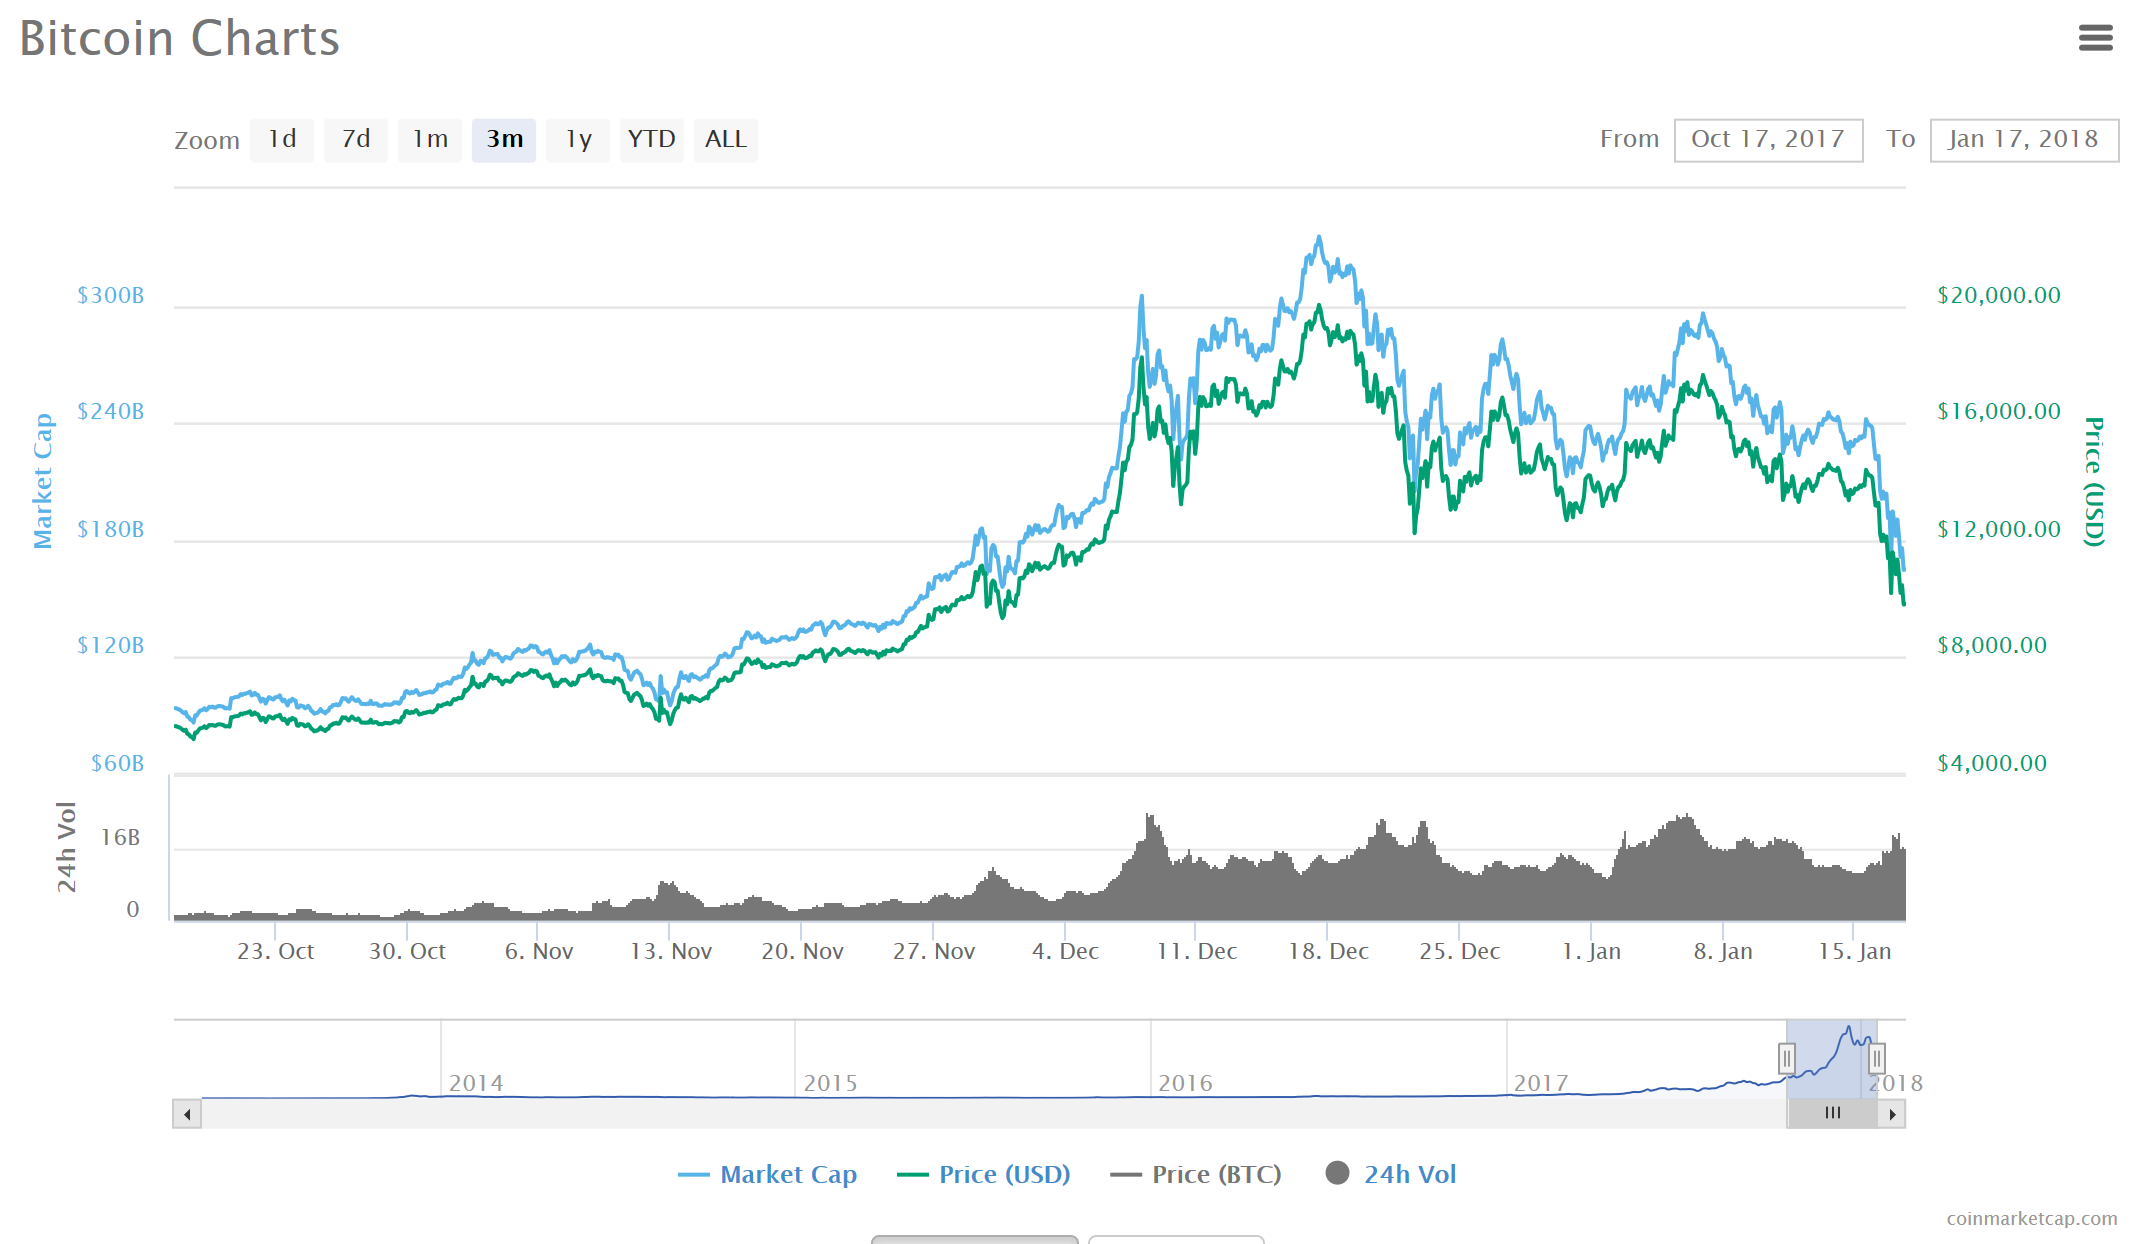 Bitcoin Charts
Zoom 1d 7d 1m 3m 1y YTD ALL From Oct 17, 2017 To Jan 17, 2018
$300B $20,000.00
$240B $16,000.00
Market Cap Price (USD)
$180B $12,000.00
$120B $8,000.00
$60B $4,000.00
24h Vol
16B
0
23. Oct 30. Oct 6. Nov 13. Nov 20. Nov 27. Nov 4. Dec 11. Dec 18. Dec 25. Dec 1. Jan 8. Jan 15. Jan
2014 2015 2016 2017 2018
Market Cap Price (USD) Price (BTC) 24h Vol
coinmarketcap.com